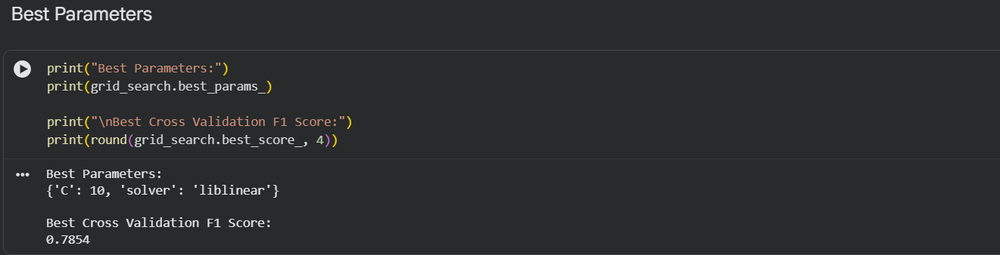 Best Parameters
print("Best Parameters:")
print(grid_search.best_params_)
print("\nBest Cross Validation F1 Score:")
print(round(grid_search.best_score_, 4))
Best Parameters:
{'C': 10, 'solver': 'liblinear'}
Best Cross Validation F1 Score:
0.7854